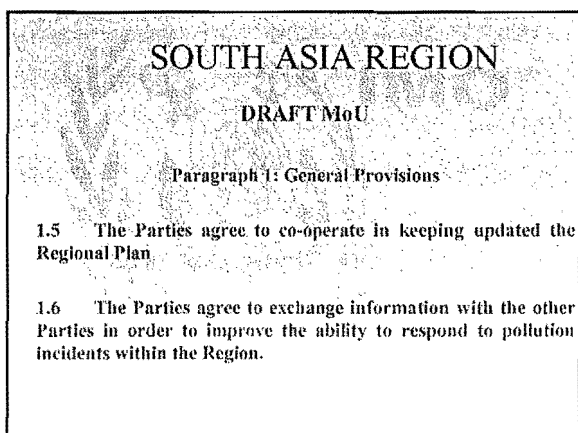 SOUTH ASIA REGION
DRAFT MoU
Paragraph 1: General Provisions
1.5 The Parties agree to co-operate in keeping updated the
Regional Plan
1.6 The Parties agree to exchange information with the other
Parties in order to improve the ability to respond to pollution
incidents within the Region.